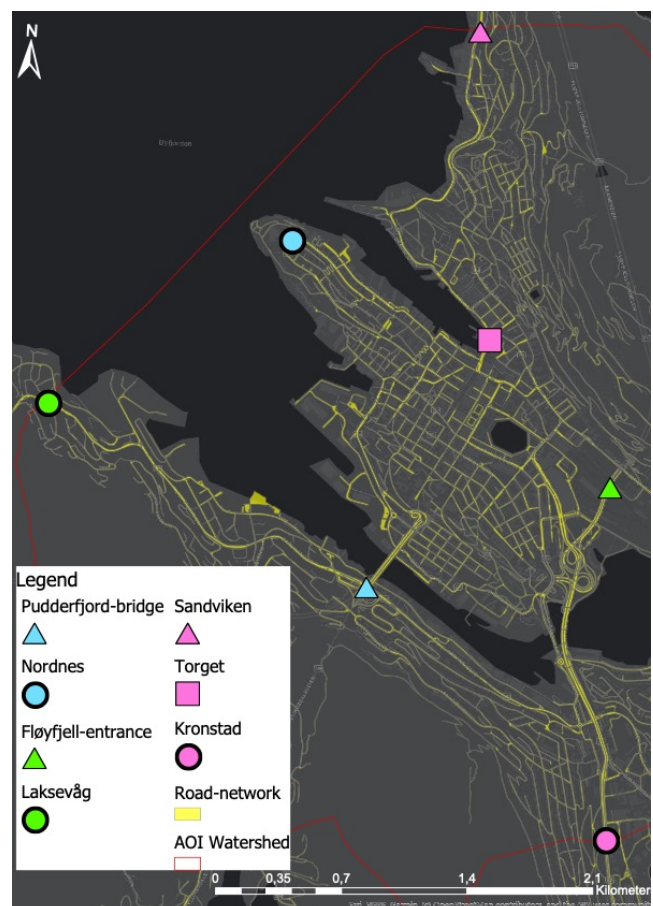 N
Legend
Pudderfjord-bridge
Sandviken
Nordnes
Torget
Fløyfjell-entrance
Kronstad
Laksevåg
Road-network
AOI Watershed
0 0,35 0,7 1,4 2,1
Kilometer